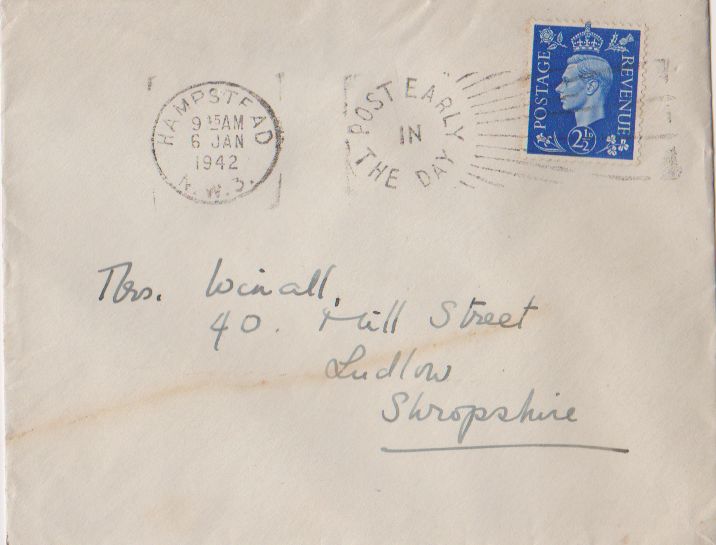 HAMPSTEAD
9 15 AM
6 JAN
1942
N.W.3.
POST EARLY
IN
THE DAY
POSTAGE
REVENUE
2½D
Mrs. Winall,
40. Mill Street
Ludlow
Shropshire